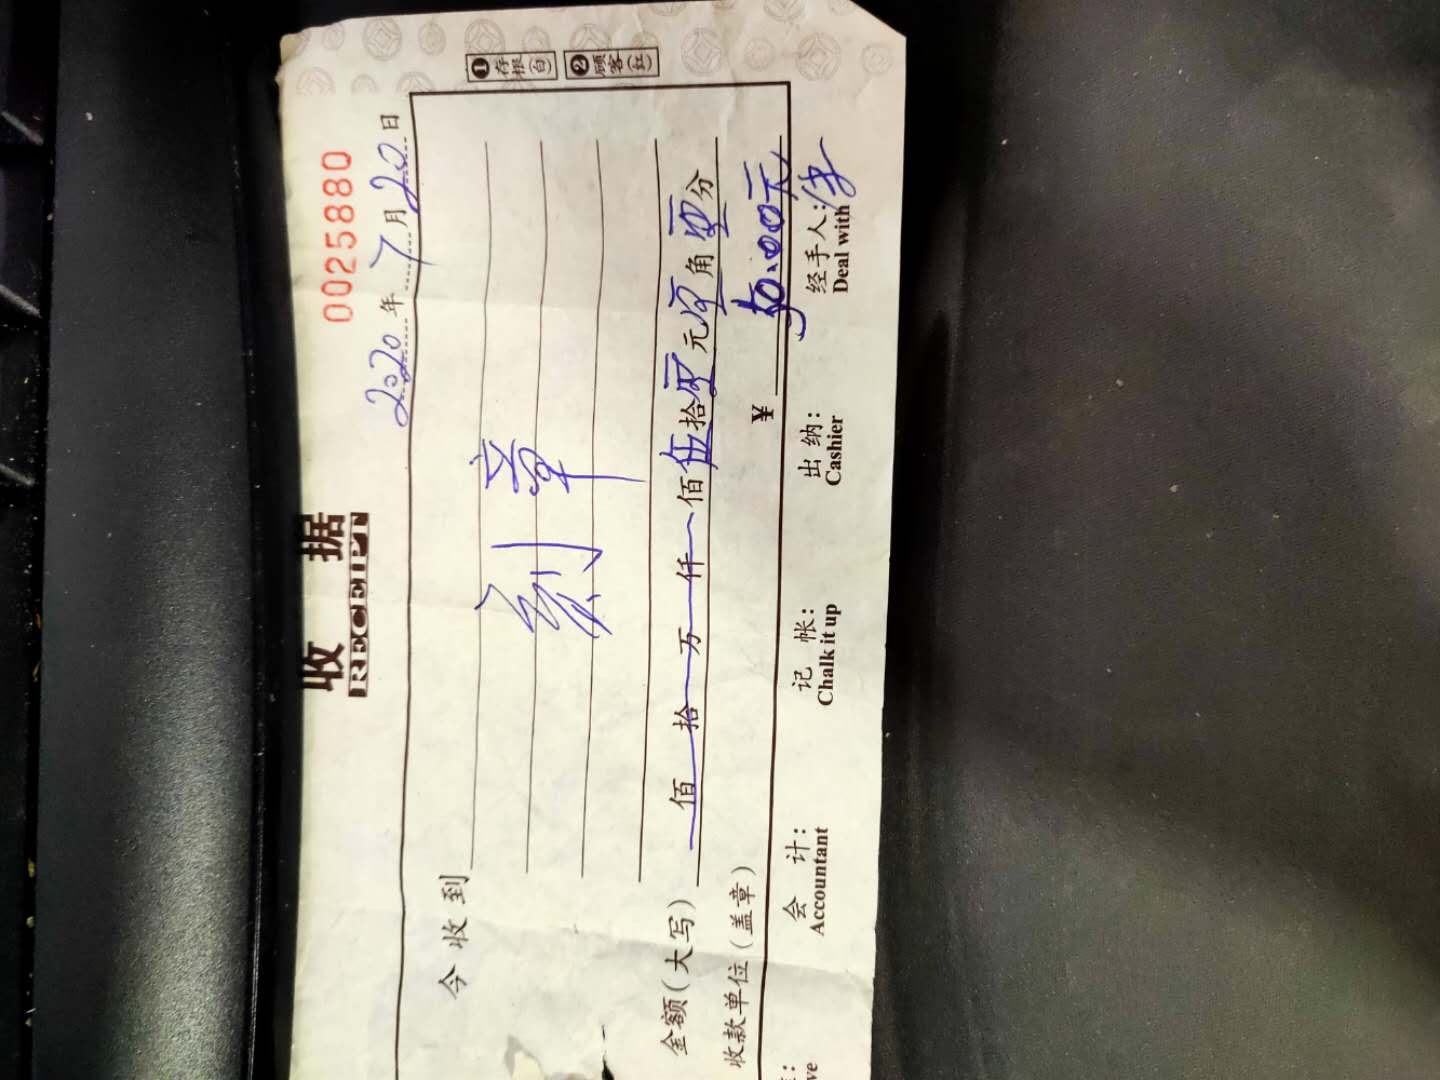 收 据
RECEIPT
0025880
2020年7月20日
❶存根(白) ❷顾客(红)
今收到
刻章
金额(大写) 佰 拾 万 仟 佰伍拾零元零角零分
收款单位(盖章) ¥ 50.00元
会 计: 记 帐: 出 纳: 经手人:
Accountant Chalk it up Cashier Deal with